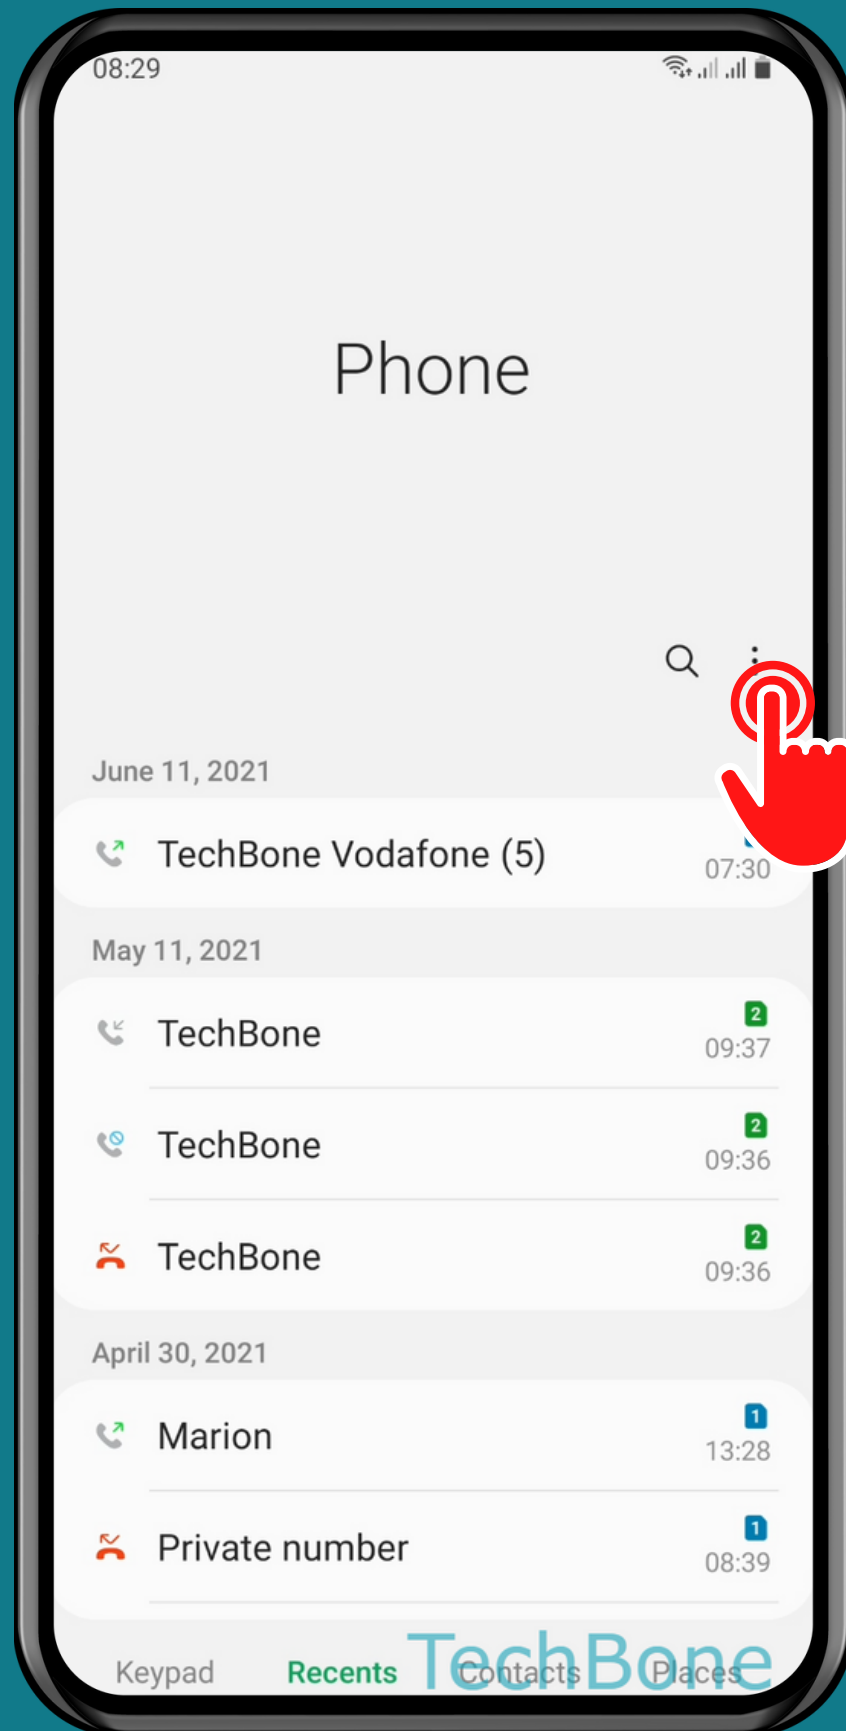 08:29
Phone
June 11, 2021
TechBone Vodafone (5)
07:30
May 11, 2021
2
TechBone
09:37
2
TechBone
09:36
2
TechBone
09:36
April 30, 2021
1
Marion
13:28
1
Private number
08:39
Keypad Recents Contacts Places
TechBone